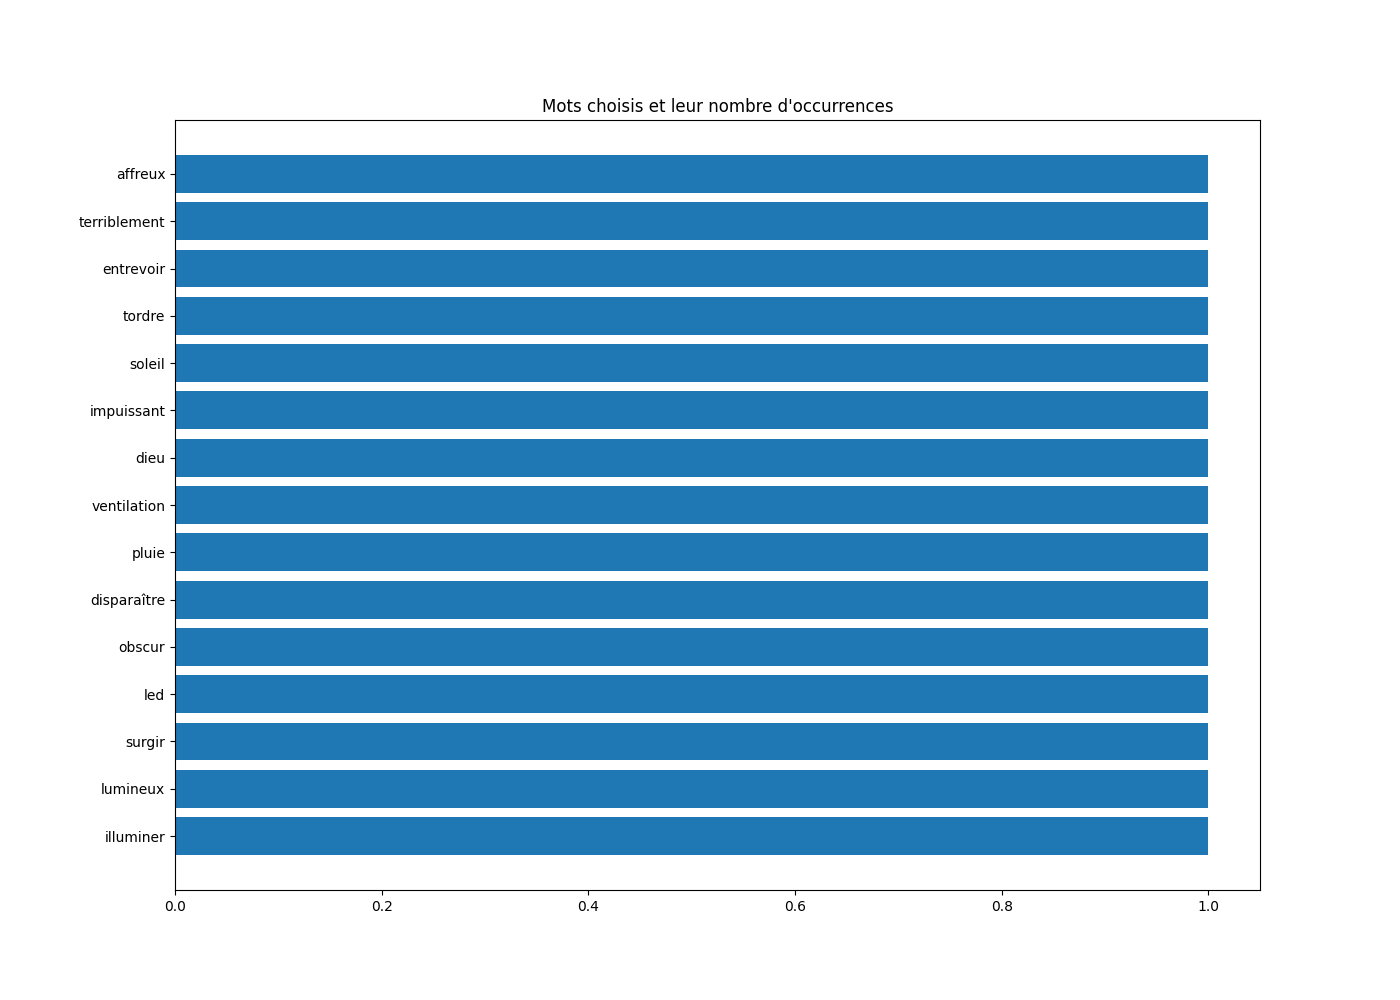 Mots choisis et leur nombre d'occurrences
affreux
terriblement
entrevoir
tordre
soleil
impuissant
dieu
ventilation
pluie
disparaître
obscur
led
surgir
lumineux
illuminer
0.0 0.2 0.4 0.6 0.8 1.0